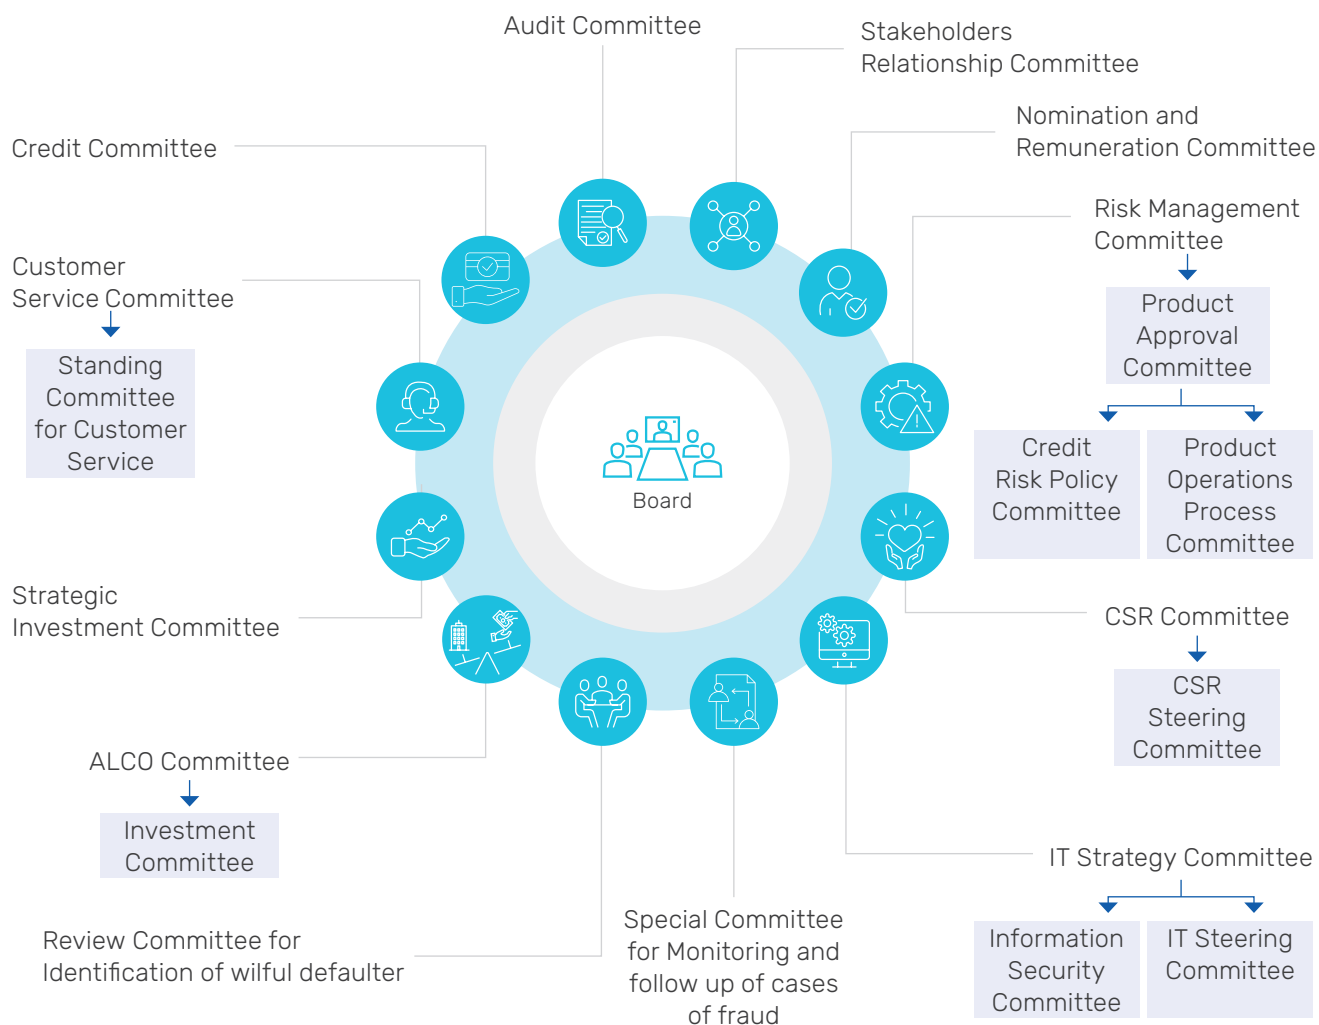 Audit Committee
Stakeholders
Relationship Committee
Nomination and
Remuneration Committee
Risk Management
Committee
Product
Approval
Committee
Credit
Risk Policy
Committee
Product
Operations
Process
Committee
CSR Committee
CSR
Steering
Committee
IT Strategy Committee
Information
Security
Committee
IT Steering
Committee
Special Committee
for Monitoring and
follow up of cases
of fraud
Review Committee for
Identification of wilful defaulter
ALCO Committee
Investment
Committee
Strategic
Investment Committee
Customer
Service Committee
Standing
Committee
for Customer
Service
Credit Committee
Board